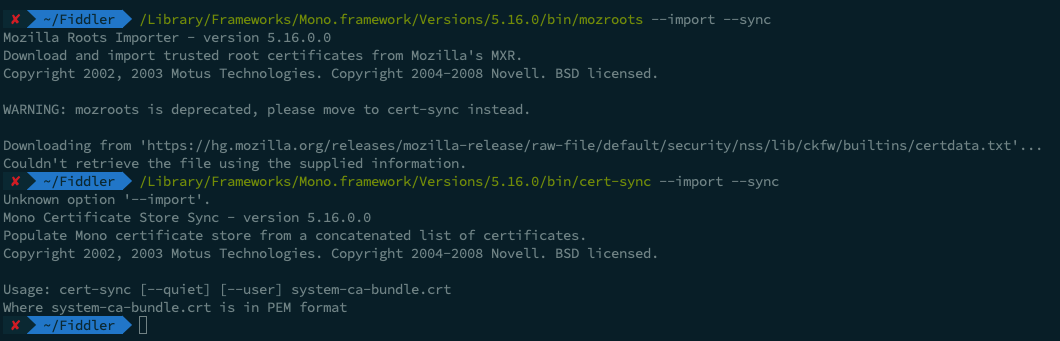 ✘ ~/Fiddler /Library/Frameworks/Mono.framework/Versions/5.16.0/bin/mozroots --import --sync
Mozilla Roots Importer - version 5.16.0.0
Download and import trusted root certificates from Mozilla's MXR.
Copyright 2002, 2003 Motus Technologies. Copyright 2004-2008 Novell. BSD licensed.
WARNING: mozroots is deprecated, please move to cert-sync instead.
Downloading from 'https://hg.mozilla.org/releases/mozilla-release/raw-file/default/security/nss/lib/ckfw/builtins/certdata.txt'...
Couldn't retrieve the file using the supplied information.
✘ ~/Fiddler /Library/Frameworks/Mono.framework/Versions/5.16.0/bin/cert-sync --import --sync
Unknown option '--import'.
Mono Certificate Store Sync - version 5.16.0.0
Populate Mono certificate store from a concatenated list of certificates.
Copyright 2002, 2003 Motus Technologies. Copyright 2004-2008 Novell. BSD licensed.
Usage: cert-sync [--quiet] [--user] system-ca-bundle.crt
Where system-ca-bundle.crt is in PEM format
✘ ~/Fiddler